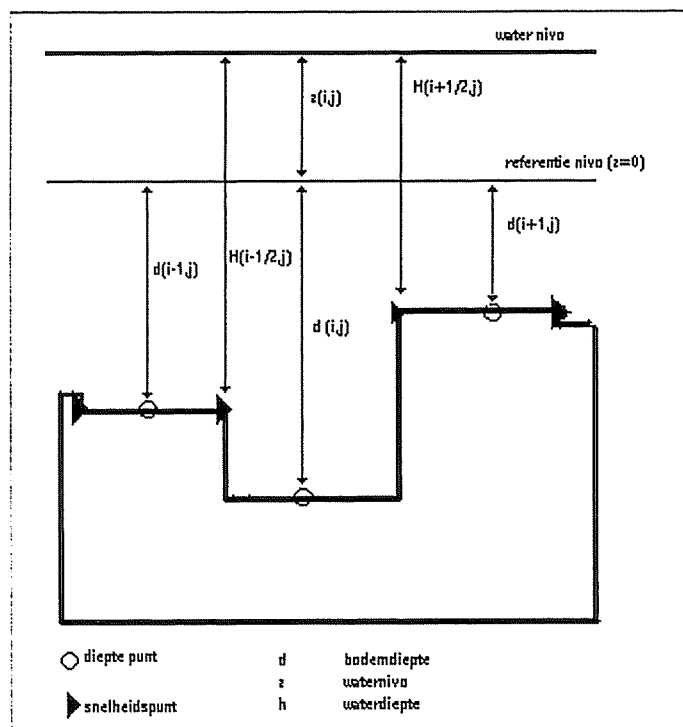 water nivo
z(i,j)
H(i+1/2,j)
referentie nivo (z=0)
d(i-1,j)
H(i-1/2,j)
d (i,j)
d(i+1,j)
diepte punt
d bodemdiepte
z waternivo
snelheidspunt
h waterdiepte